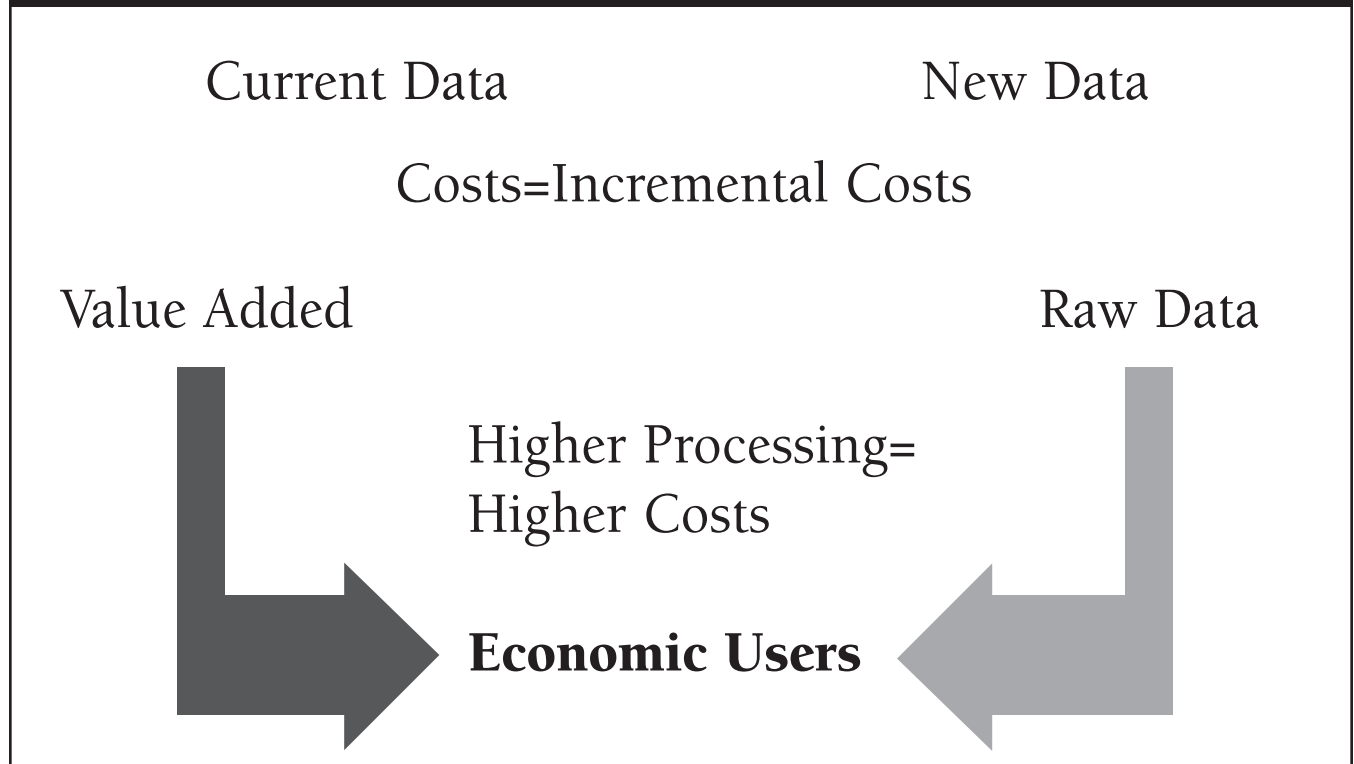 Current Data
New Data
Costs=Incremental Costs
Value Added
Raw Data
Higher Processing=
Higher Costs
Economic Users